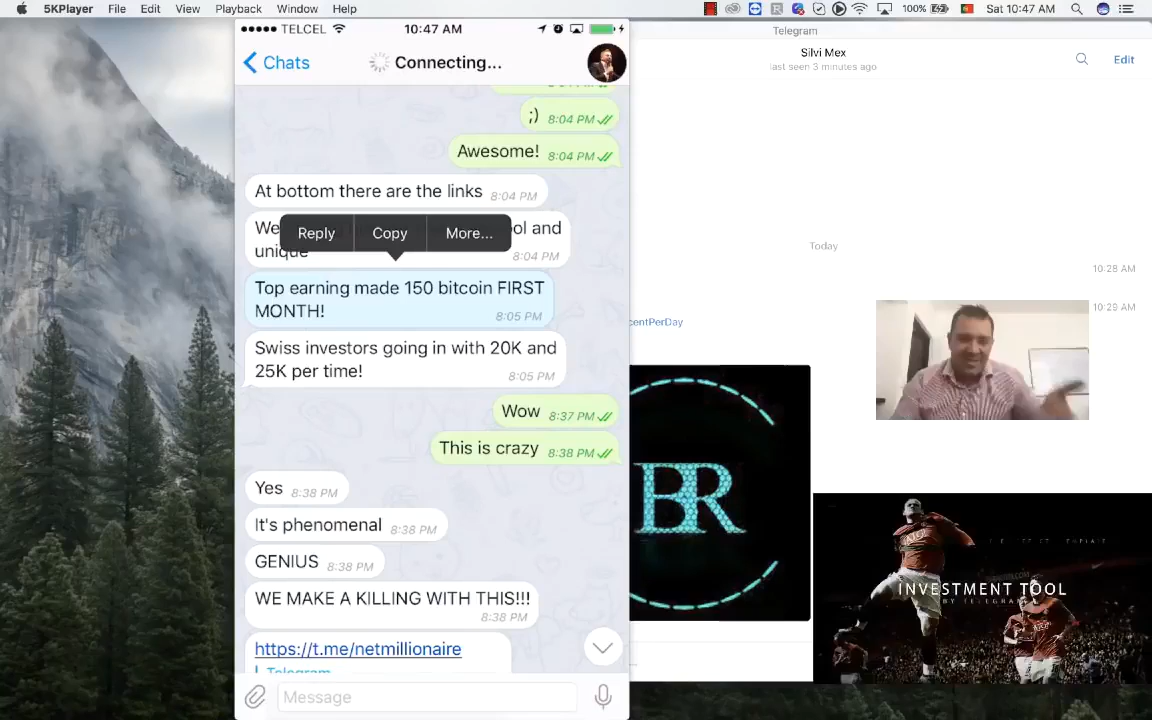 5KPlayer File Edit View Playback Window Help
100% Sat 10:47 AM
TELCEL 10:47 AM
Chats Connecting...
;) 8:04 PM
Awesome! 8:04 PM
At bottom there are the links 8:04 PM
We
ol and
unique 8:04 PM
Reply Copy More...
Top earning made 150 bitcoin FIRST
MONTH! 8:05 PM
Swiss investors going in with 20K and
25K per time! 8:05 PM
Wow 8:37 PM
This is crazy 8:38 PM
Yes 8:38 PM
It's phenomenal 8:38 PM
GENIUS 8:38 PM
WE MAKE A KILLING WITH THIS!!!
8:38 PM
https://t.me/netmillionaire
Telegram
Message
Telegram
Silvi Mex
last seen 3 minutes ago
Edit
Today
10:28 AM
10:29 AM
centPerDay
BR
INVESTMENT TOOL
BY TELEGRAM